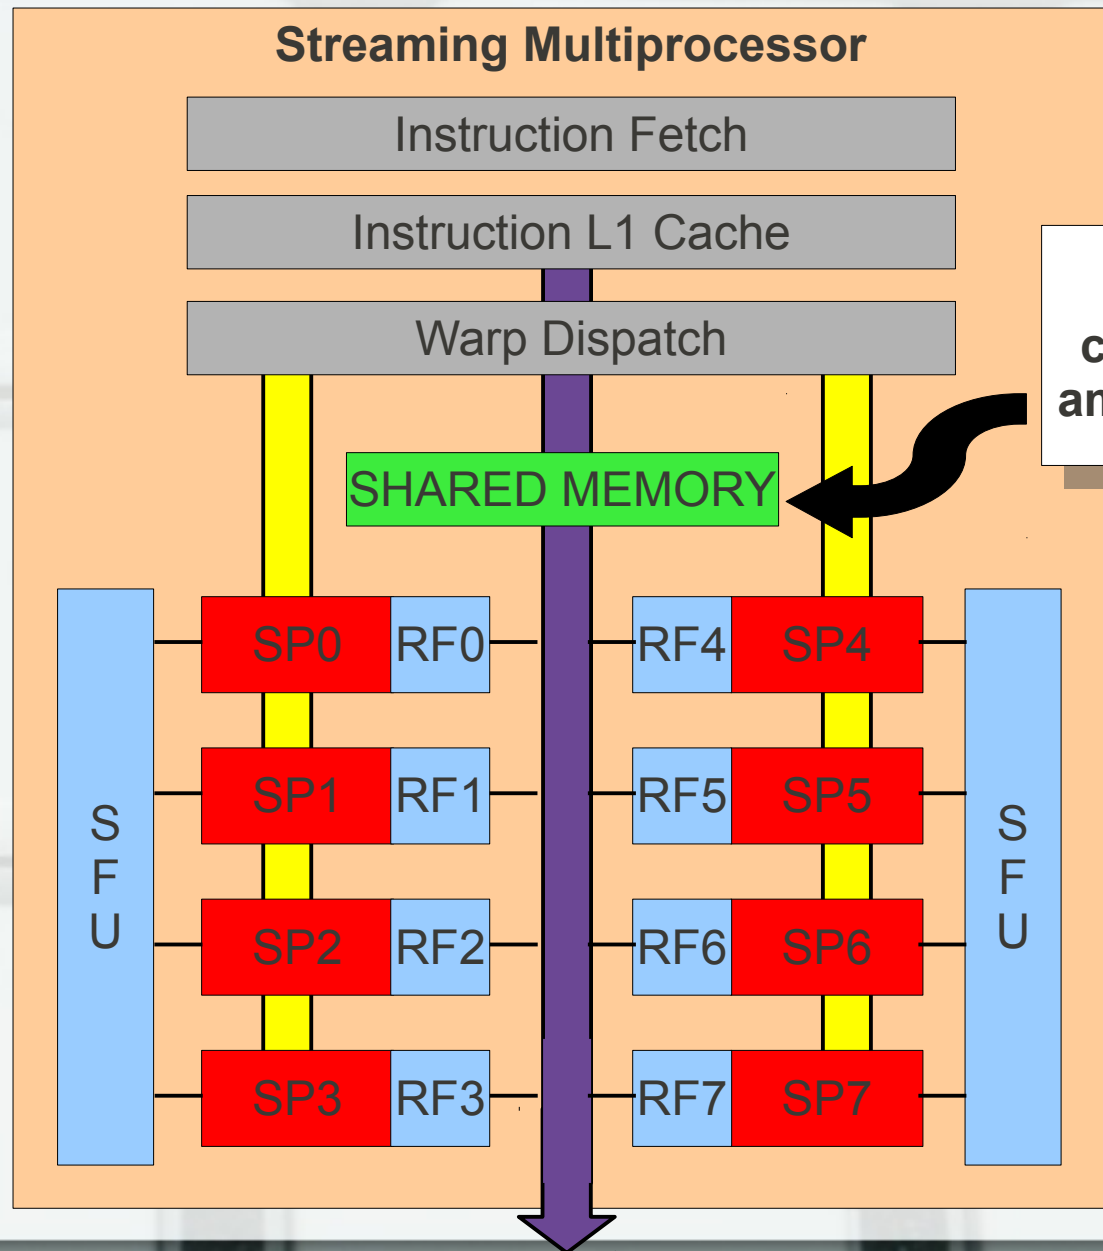 Streaming Multiprocessor
Instruction Fetch
Instruction L1 Cache
Warp Dispatch
SHARED MEMORY
SP0 RF0 RF4 SP4
SP1 RF1 RF5 SP5
SP2 RF2 RF6 SP6
SP3 RF3 RF7 SP7
S
F
U
S
F
U